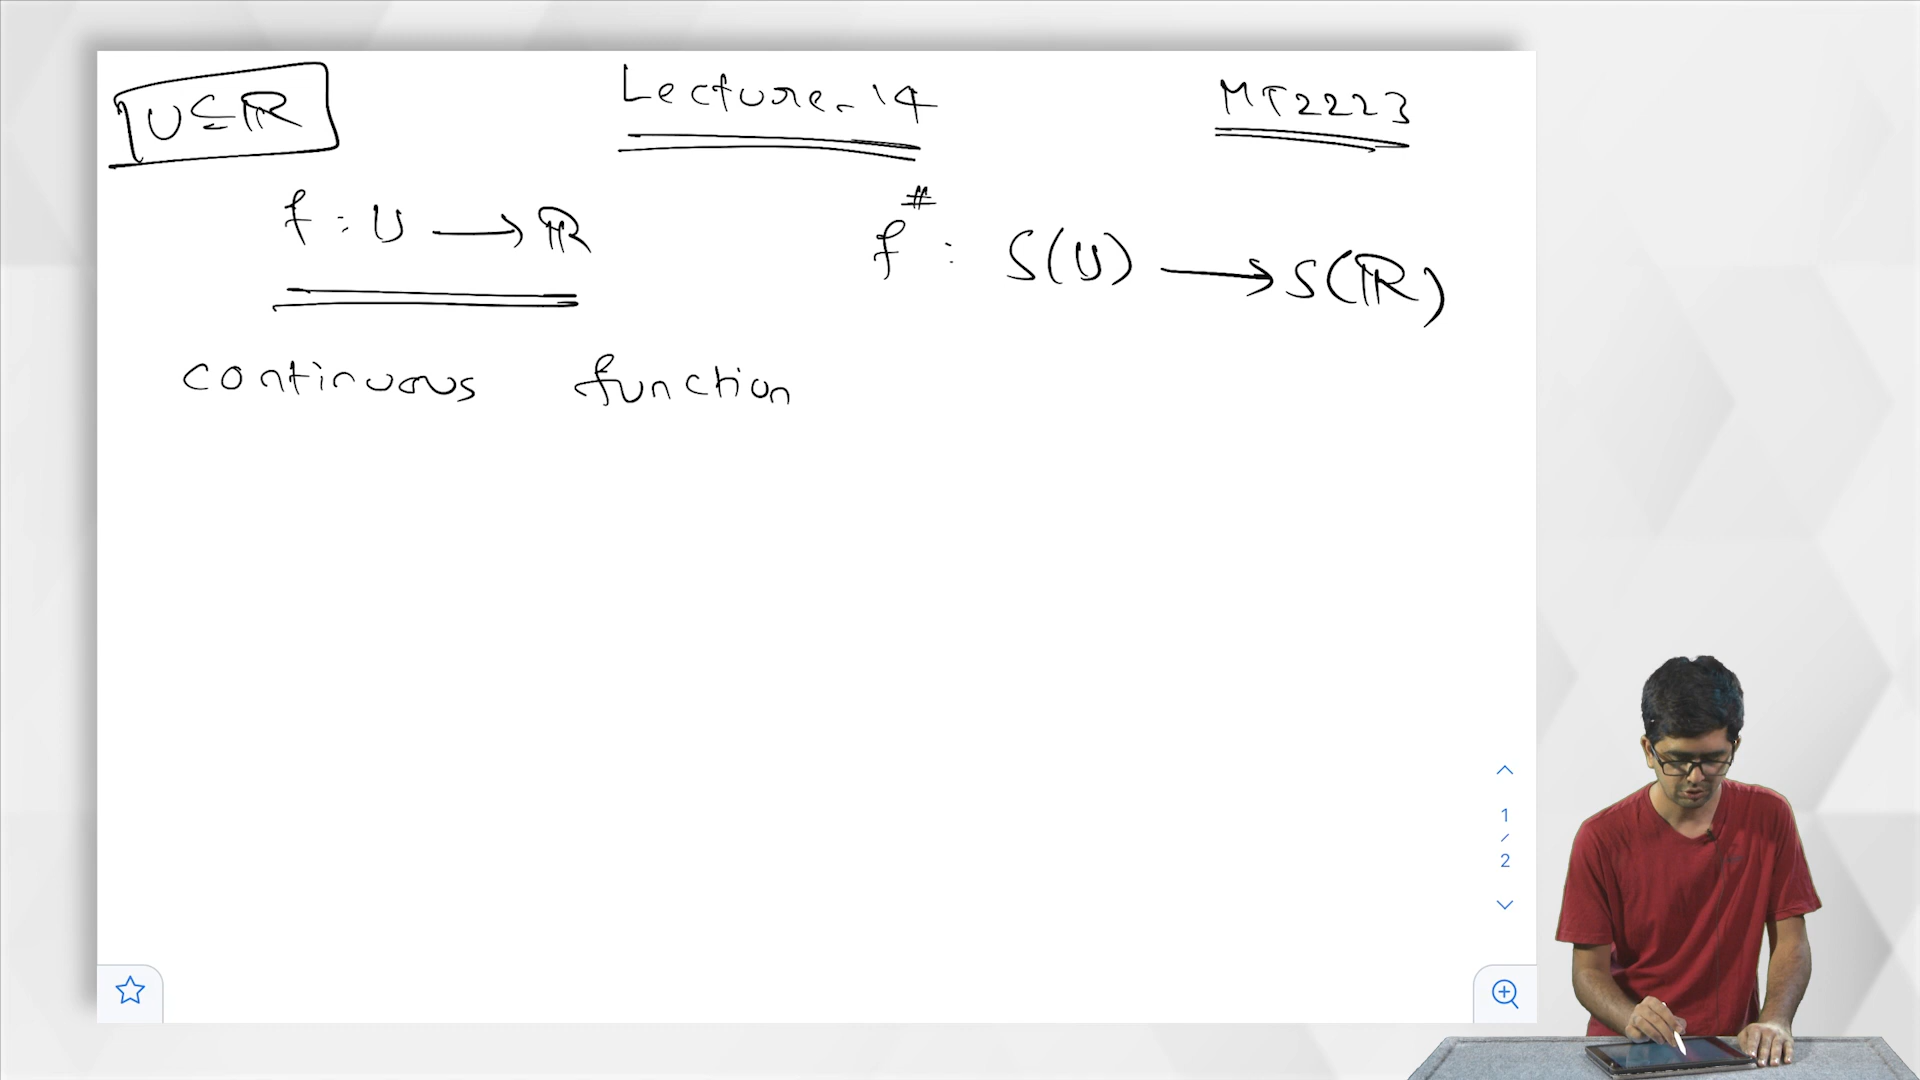 U⊆ℝ
Lecture-14
MT2223
f : U ⟶ ℝ
f^# : S(U) ⟶ S(ℝ)
continuous function
1
/
2